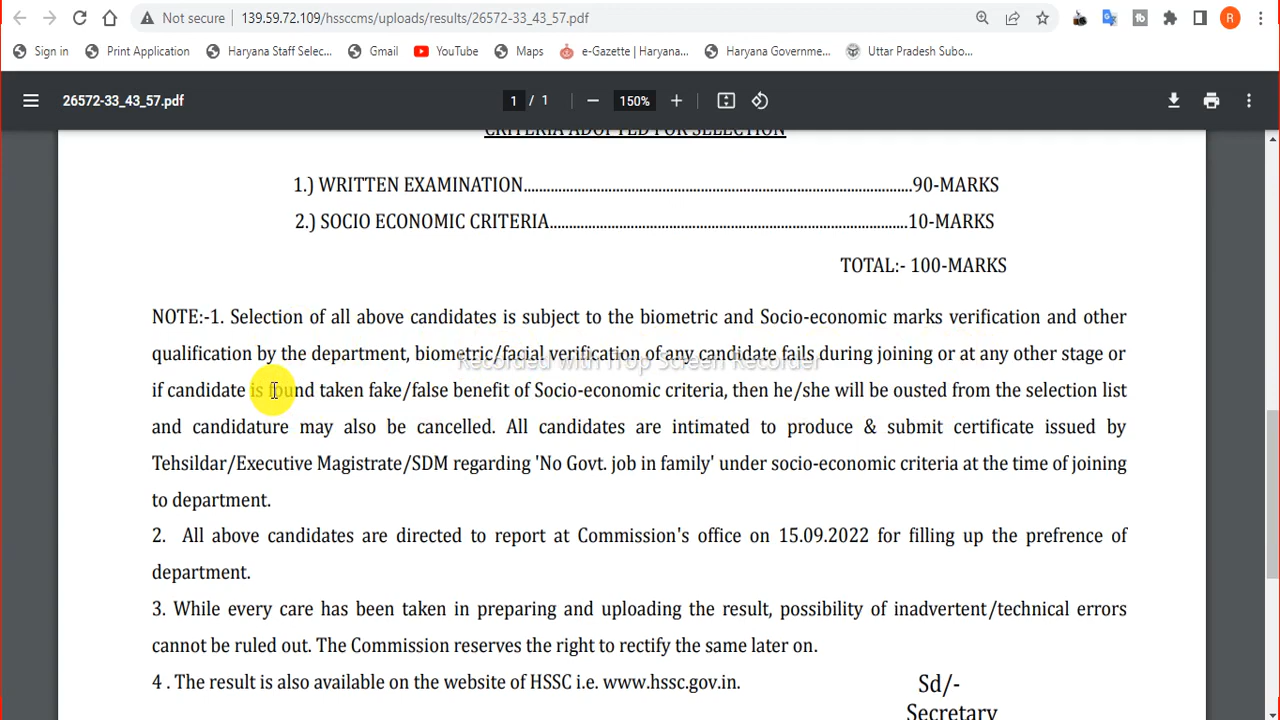 Not secure | 139.59.72.109/hssccms/uploads/results/26572-33_43_57.pdf
R
Sign in Print Application Haryana Staff Selec... Gmail YouTube Maps e-Gazette | Haryana... Haryana Governme... Uttar Pradesh Subo...
26572-33_43_57.pdf 1 / 1 150%
CRITERIA ADOPTED FOR SELECTION
1.) WRITTEN EXAMINATION.............................................................................................90-MARKS
2.) SOCIO ECONOMIC CRITERIA.........................................................................................10-MARKS
TOTAL:- 100-MARKS
NOTE:-1. Selection of all above candidates is subject to the biometric and Socio-economic marks verification and other
qualification by the department, biometric/facial verification of any candidate fails during joining or at any other stage or
Recorded with iTop Screen Recorder
if candidate is found taken fake/false benefit of Socio-economic criteria, then he/she will be ousted from the selection list
and candidature may also be cancelled. All candidates are intimated to produce & submit certificate issued by
Tehsildar/Executive Magistrate/SDM regarding 'No Govt. job in family' under socio-economic criteria at the time of joining
to department.
2. All above candidates are directed to report at Commission's office on 15.09.2022 for filling up the prefrence of
department.
3. While every care has been taken in preparing and uploading the result, possibility of inadvertent/technical errors
cannot be ruled out. The Commission reserves the right to rectify the same later on.
4 . The result is also available on the website of HSSC i.e. www.hssc.gov.in.
Sd/-
Secretary